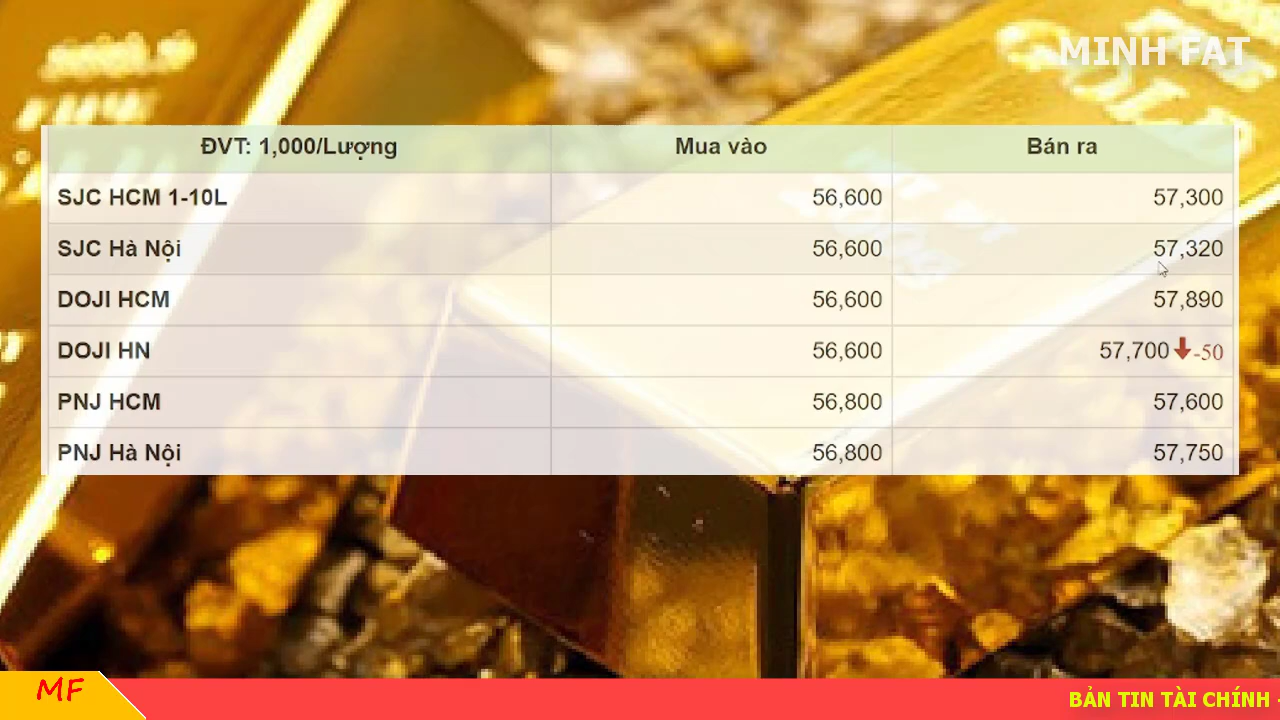 MINH FAT
ĐVT: 1,000/Lượng Mua vào Bán ra
SJC HCM 1-10L 56,600 57,300
SJC Hà Nội 56,600 57,320
DOJI HCM 56,600 57,890
DOJI HN 56,600 57,700 -50
PNJ HCM 56,800 57,600
PNJ Hà Nội 56,800 57,750
MF
BẢN TIN TÀI CHÍNH -